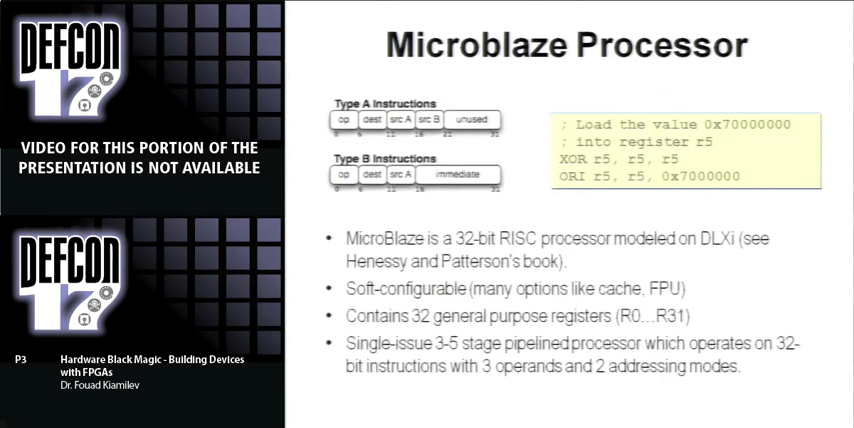 DEFCON
17
VIDEO FOR THIS PORTION OF THE
PRESENTATION IS NOT AVAILABLE
DEFCON
17
P3 Hardware Black Magic - Building Devices
with FPGAs
Dr. Fouad Kiamilev
Microblaze Processor
Type A Instructions
op dest src A src B unused
0 6 11 16 21 31
Type B Instructions
op dest src A immediate
0 6 11 16 31
; Load the value 0x70000000
; into register r5
XOR r5, r5, r5
ORI r5, r5, 0x7000000
• MicroBlaze is a 32-bit RISC processor modeled on DLXi (see
Henessy and Patterson's book).
• Soft-configurable (many options like cache, FPU)
• Contains 32 general purpose registers (R0...R31)
• Single-issue 3-5 stage pipelined processor which operates on 32-
bit instructions with 3 operands and 2 addressing modes.